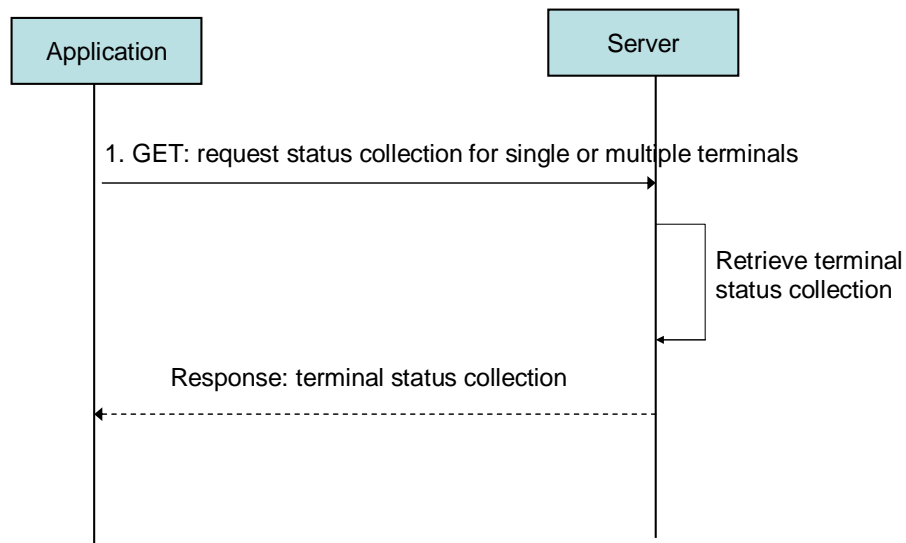 Application
Server
1. GET: request status collection for single or multiple terminals
Retrieve terminal
status collection
Response: terminal status collection